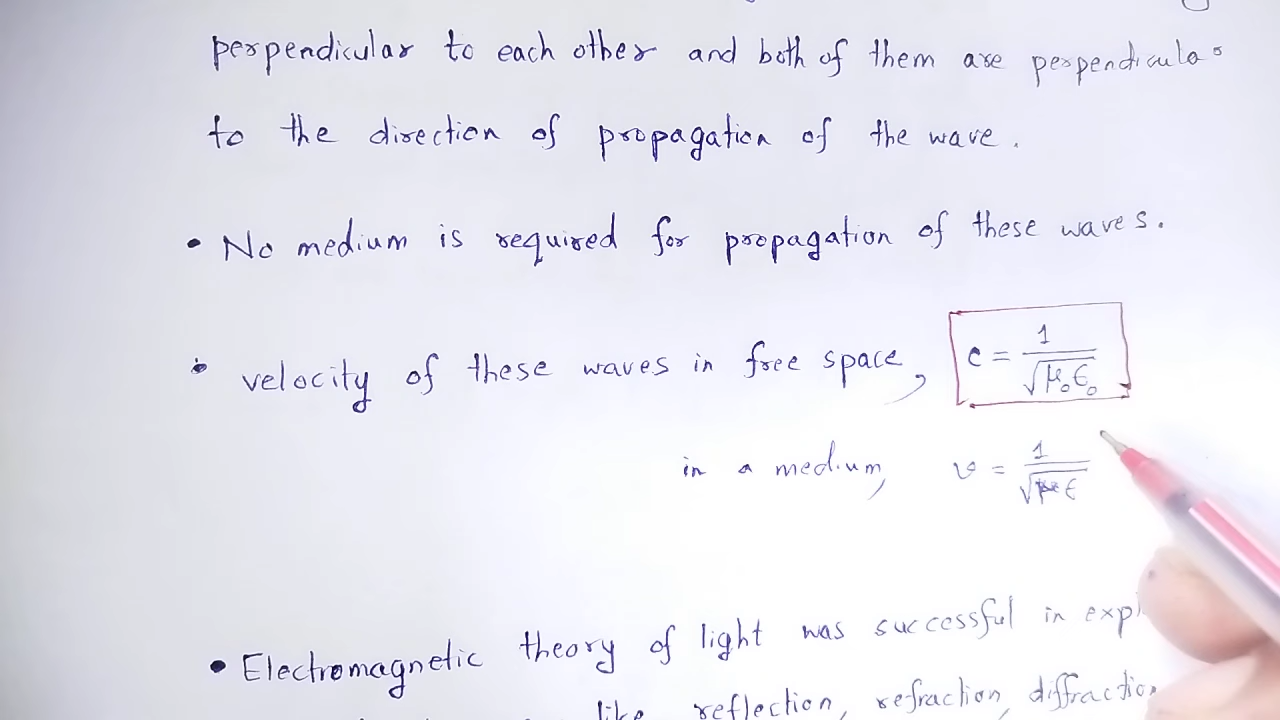 perpendicular to each other and both of them are perpendicular
to the direction of propagation of the wave.
• No medium is required for propagation of these waves.
• velocity of these waves in free space, c = 1/√μ₀ε₀
in a medium, v = 1/√με
• Electromagnetic theory of light was successful in expl
like reflection, refraction, diffraction